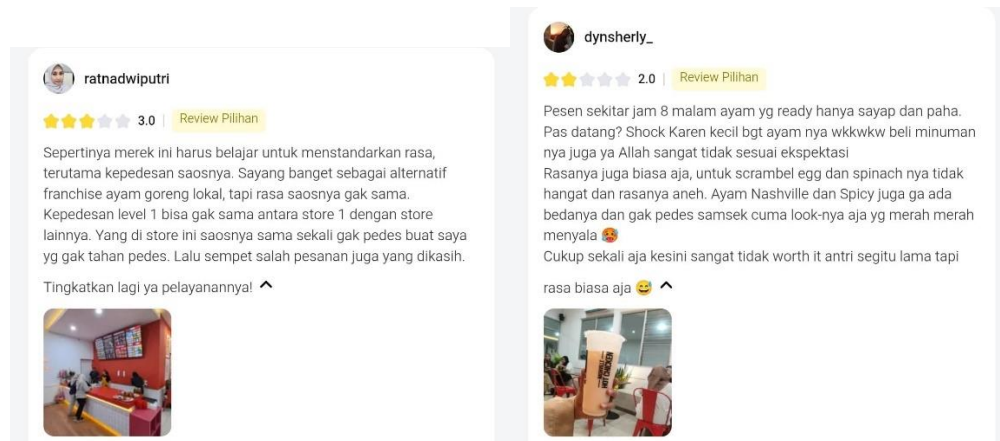 ratnadwiputri
3.0
Review Pilihan
Sepertinya merek ini harus belajar untuk menstandarkan rasa,
terutama kepedesan saosnya. Sayang banget sebagai alternatif
franchise ayam goreng lokal, tapi rasa saosnya gak sama.
Kepedesan level 1 bisa gak sama antara store 1 dengan store
lainnya. Yang di store ini saosnya sama sekali gak pedes buat saya
yg gak tahan pedes. Lalu sempet salah pesanan juga yang dikasih.
Tingkatkan lagi ya pelayanannya!
dynsherly_
2.0
Review Pilihan
Pesen sekitar jam 8 malam ayam yg ready hanya sayap dan paha.
Pas datang? Shock Karen kecil bgt ayam nya wkkwkw beli minuman
nya juga ya Allah sangat tidak sesuai ekspektasi
Rasanya juga biasa aja, untuk scrambel egg dan spinach nya tidak
hangat dan rasanya aneh. Ayam Nashville dan Spicy juga ga ada
bedanya dan gak pedes samsek cuma look-nya aja yg merah merah
menyala 🥵
Cukup sekali aja kesini sangat tidak worth it antri segitu lama tapi
rasa biasa aja 😅
HOT CHICKEN